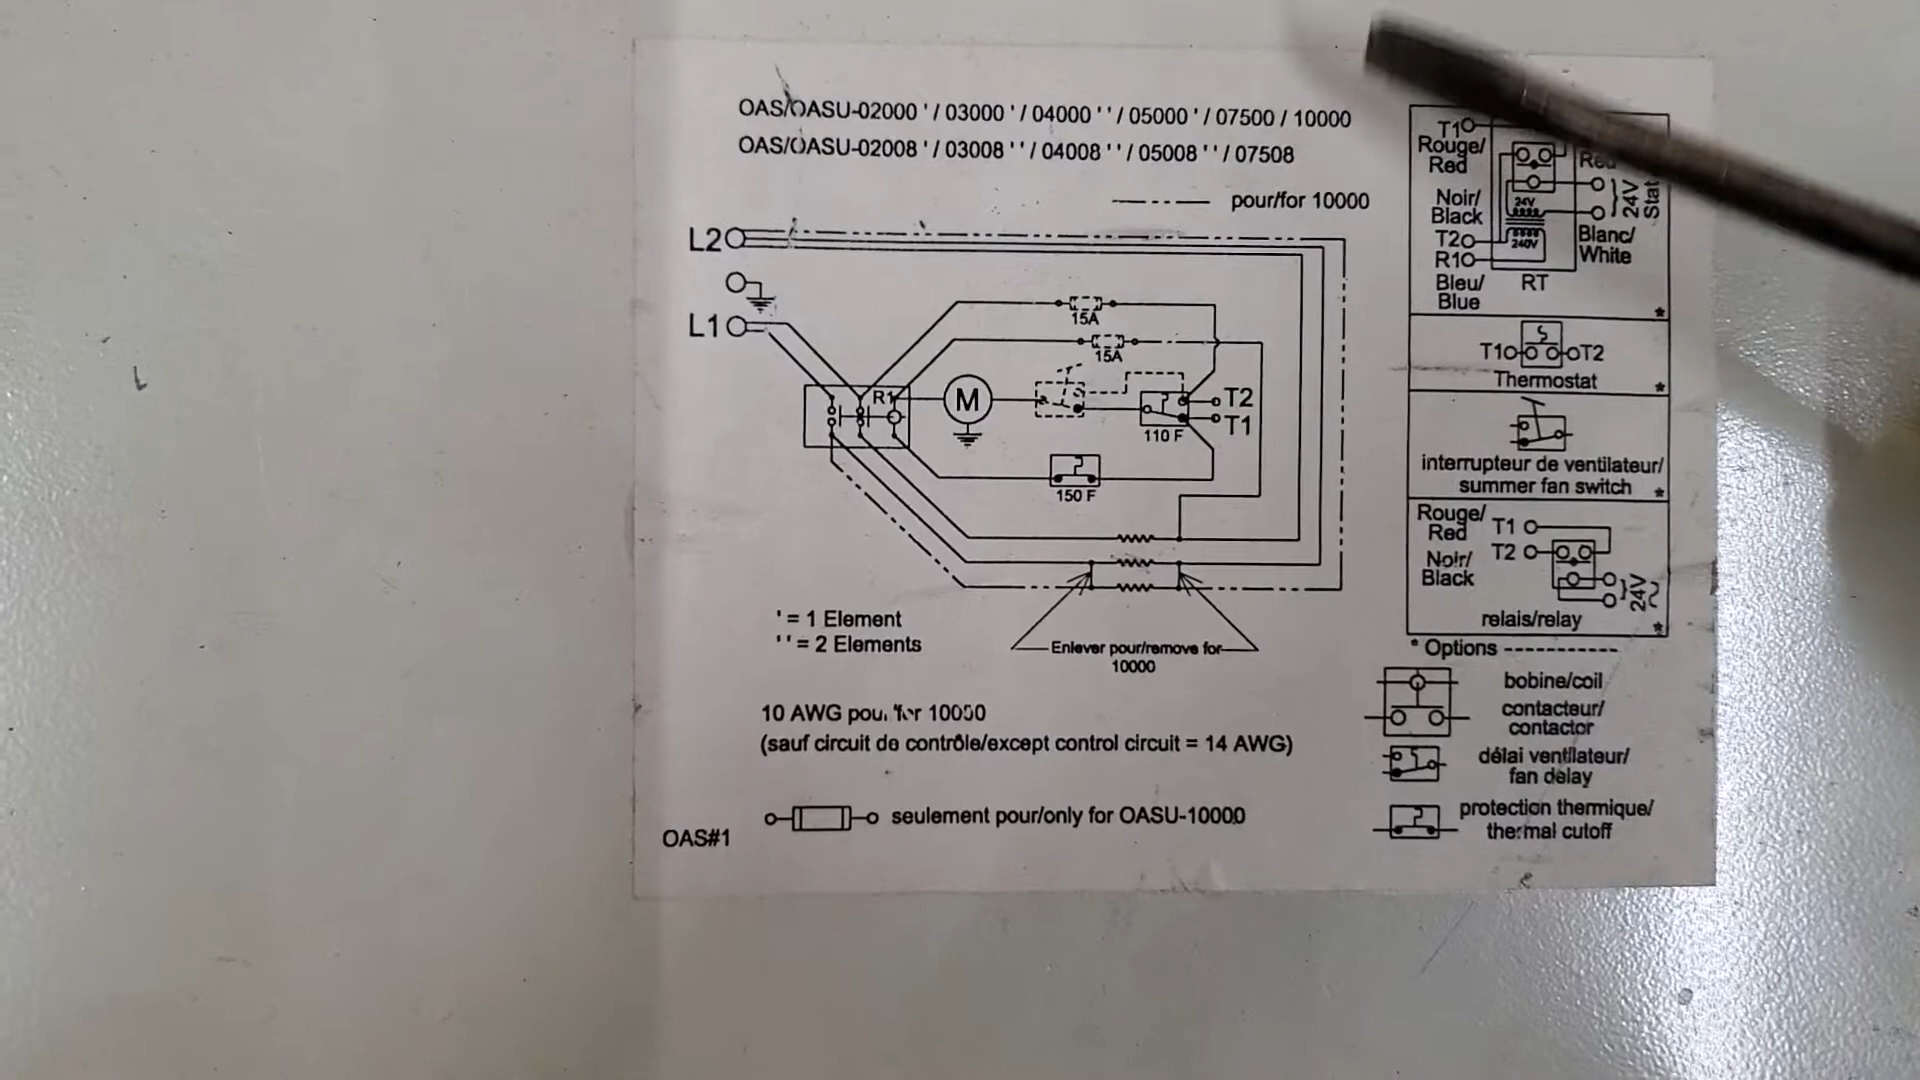 OAS/OASU-02000 ' / 03000 ' / 04000 ' ' / 05000 ' / 07500 / 10000
OAS/OASU-02008 ' / 03008 ' ' / 04008 ' ' / 05008 ' ' / 07508
pour/for 10000
L2
L1
15A
15A
R1
M
T2
T1
110 F
150 F
' = 1 Element
' ' = 2 Elements
Enlever pour/remove for
10000
10 AWG pour for 10000
(sauf circuit de contrôle/except control circuit = 14 AWG)
seulement pour/only for OASU-10000
OAS#1
T1
Rouge/
Red
Noir/
Black
T2
R1
Bleu/
Blue
24V
240V
RT
Red
24V
Stat
Blanc/
White
*
T1
T2
Thermostat
*
interrupteur de ventilateur/
summer fan switch
*
Rouge/
Red
T1
T2
Noir/
Black
24V
relais/relay
*
* Options
bobine/coil
contacteur/
contactor
délai ventilateur/
fan delay
protection thermique/
thermal cutoff